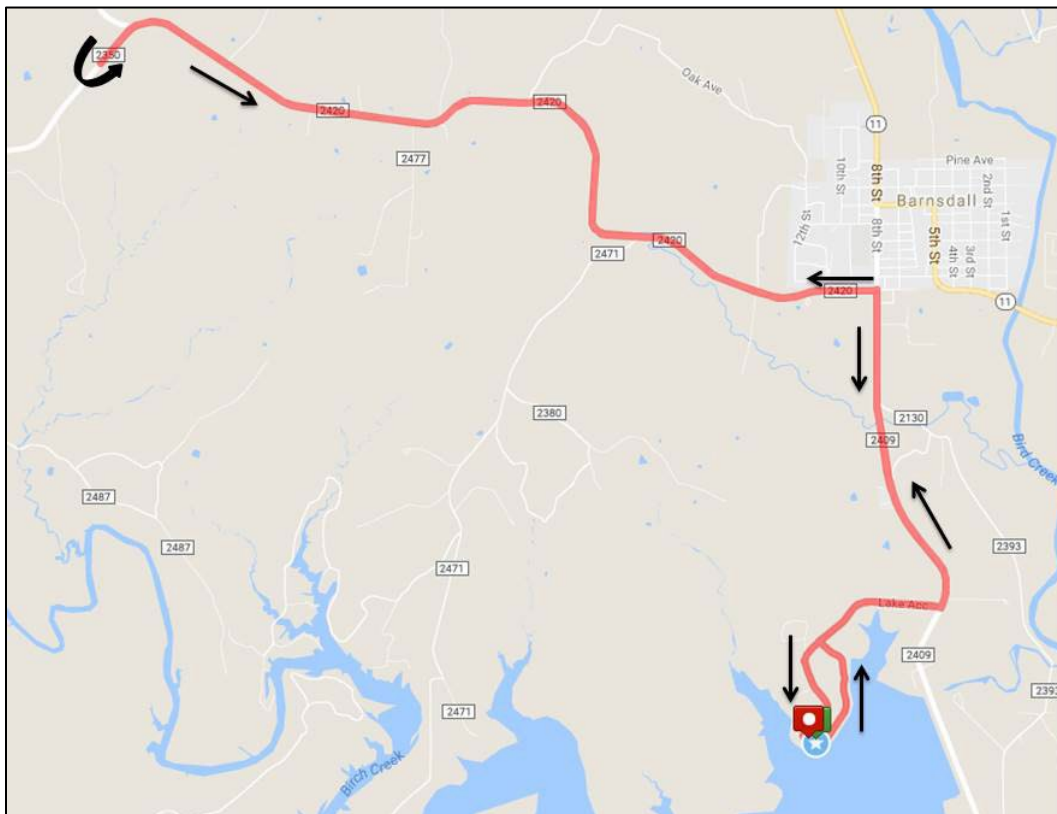 2350
2420
2420
Oak Ave
11
2477
Pine Ave
10th St
8th St
2nd St
Barnsdall
1st St
12th St
8th St
5th St
3rd St
4th St
2471
2420
2420
11
2380
2130
2409
Bird Creek
2487
2487
2393
2471
Lake Acc
2409
2393
2471
Birch Creek